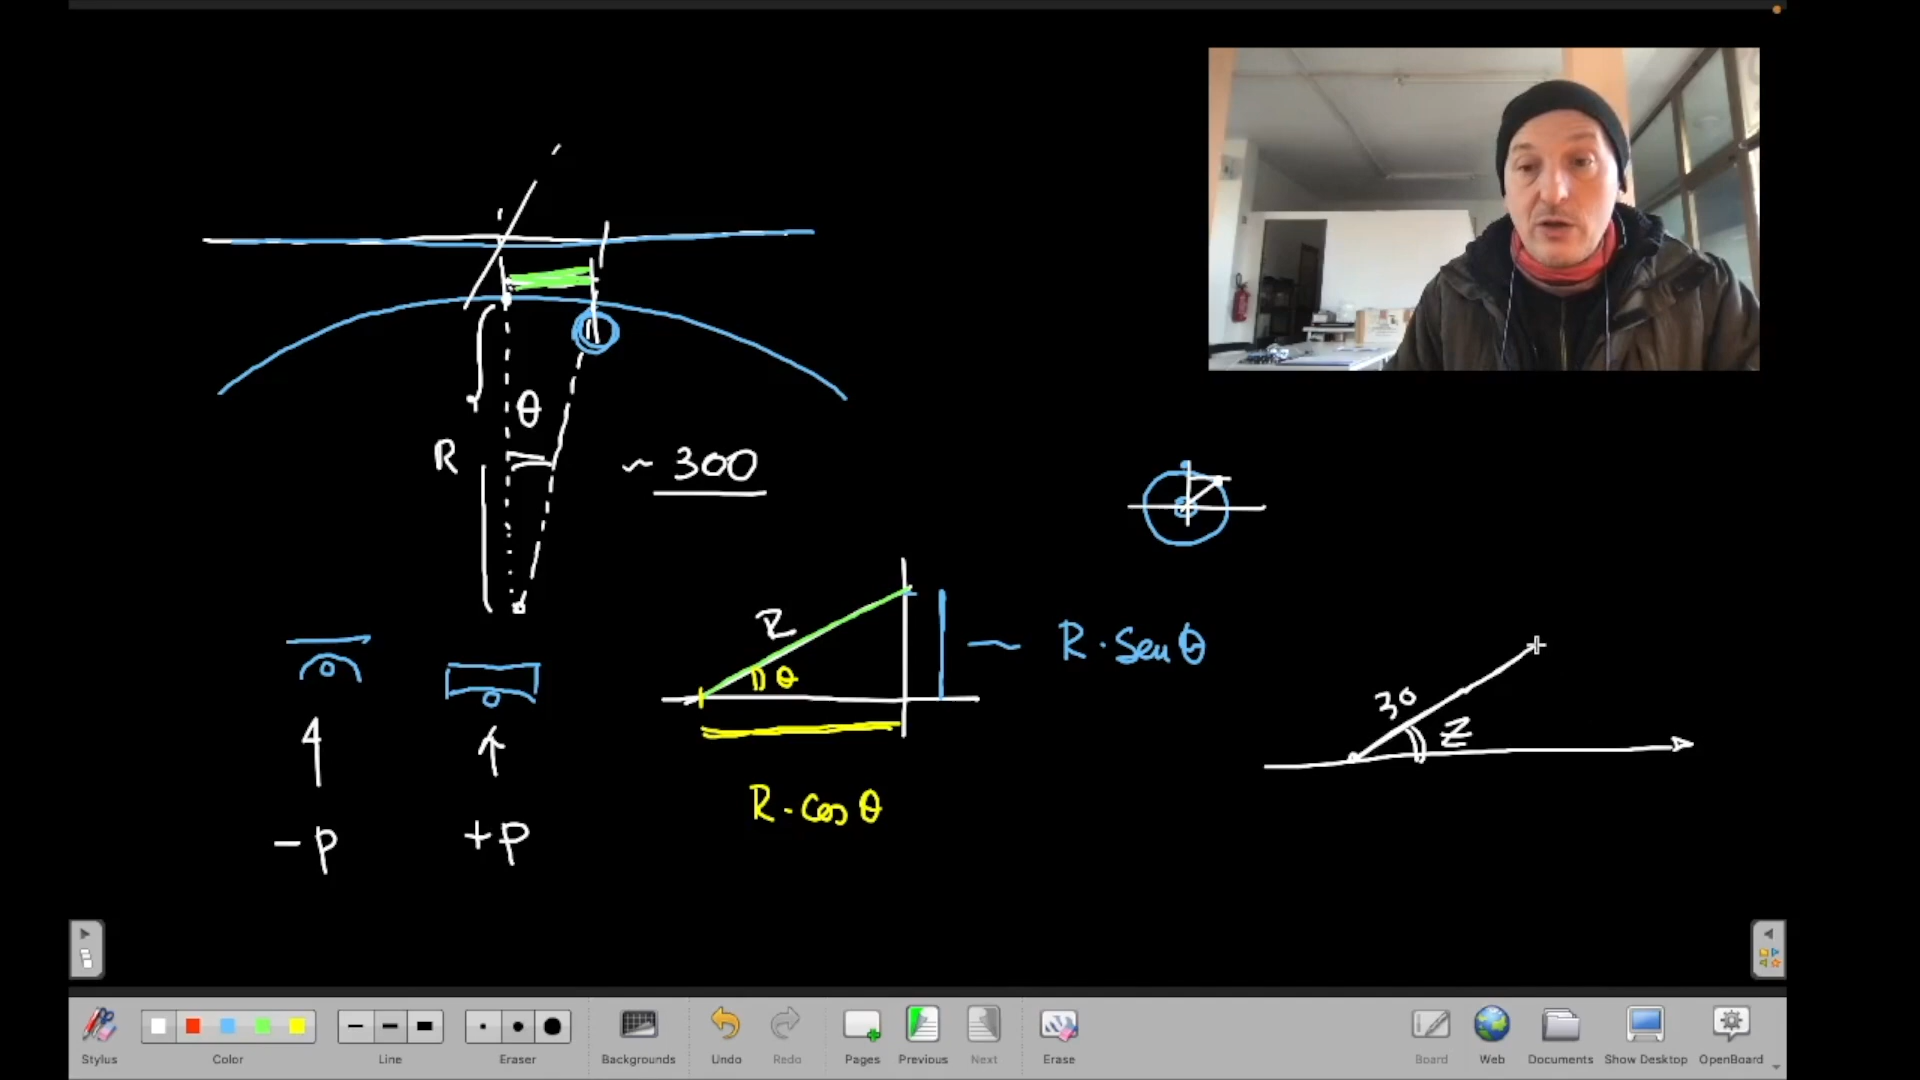 θ
R
~ 300
R
θ
~ R · Sen θ
R · cos θ
- P
+ P
30
Z
Stylus
Color
Line
Eraser
Backgrounds
Undo
Redo
Pages
Previous
Next
Erase
Board
Web
Documents
Show Desktop
OpenBoard